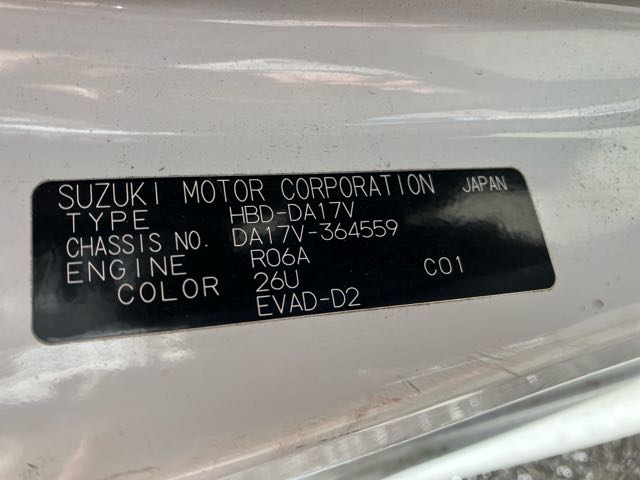 SUZUKI MOTOR CORPORATION JAPAN
TYPE HBD-DA17V
CHASSIS NO. DA17V-364559
ENGINE R06A C01
COLOR 26U
EVAD-D2